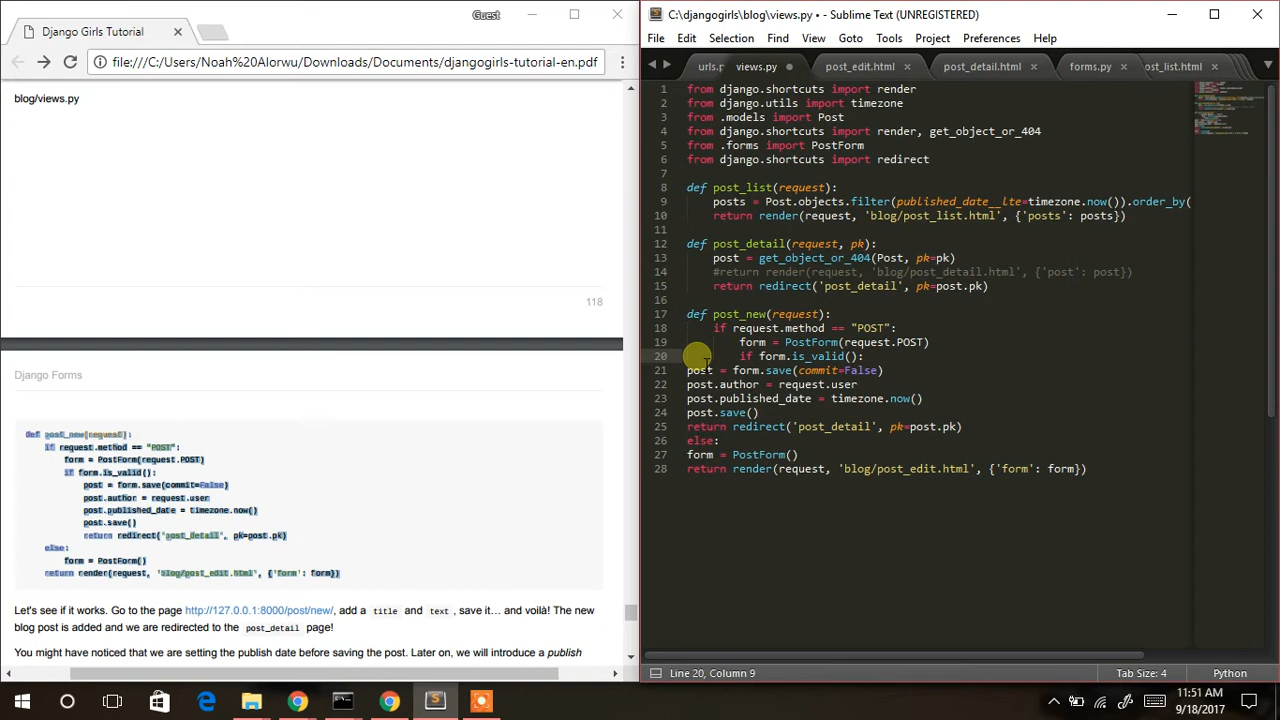 Guest
Django Girls Tutorial
file:///C:/Users/Noah%20Alorwu/Downloads/Documents/djangogirls-tutorial-en.pdf
blog/views.py
118
Django Forms
def post_new(request):
if request.method == "POST":
form = PostForm(request.POST)
if form.is_valid():
post = form.save(commit=False)
post.author = request.user
post.published_date = timezone.now()
post.save()
return redirect('post_detail', pk=post.pk)
else:
form = PostForm()
return render(request, 'blog/post_edit.html', {'form': form})
Let's see if it works. Go to the page http://127.0.0.1:8000/post/new/, add a title and text, save it… and voilà! The new
blog post is added and we are redirected to the post_detail page!
You might have noticed that we are setting the publish date before saving the post. Later on, we will introduce a publish
C:\djangogirls\blog\views.py • - Sublime Text (UNREGISTERED)
File Edit Selection Find View Goto Tools Project Preferences Help
urls.p views.py post_edit.html post_detail.html forms.py ost_list.html
1 from django.shortcuts import render
2 from django.utils import timezone
3 from .models import Post
4 from django.shortcuts import render, get_object_or_404
5 from .forms import PostForm
6 from django.shortcuts import redirect
7
8 def post_list(request):
9 posts = Post.objects.filter(published_date__lte=timezone.now()).order_by(
10 return render(request, 'blog/post_list.html', {'posts': posts})
11
12 def post_detail(request, pk):
13 post = get_object_or_404(Post, pk=pk)
14 #return render(request, 'blog/post_detail.html', {'post': post})
15 return redirect('post_detail', pk=post.pk)
16
17 def post_new(request):
18 if request.method == "POST":
19 form = PostForm(request.POST)
20 if form.is_valid():
21 post = form.save(commit=False)
22 post.author = request.user
23 post.published_date = timezone.now()
24 post.save()
25 return redirect('post_detail', pk=post.pk)
26 else:
27 form = PostForm()
28 return render(request, 'blog/post_edit.html', {'form': form})
Line 20, Column 9
Tab Size: 4
Python
11:51 AM
9/18/2017